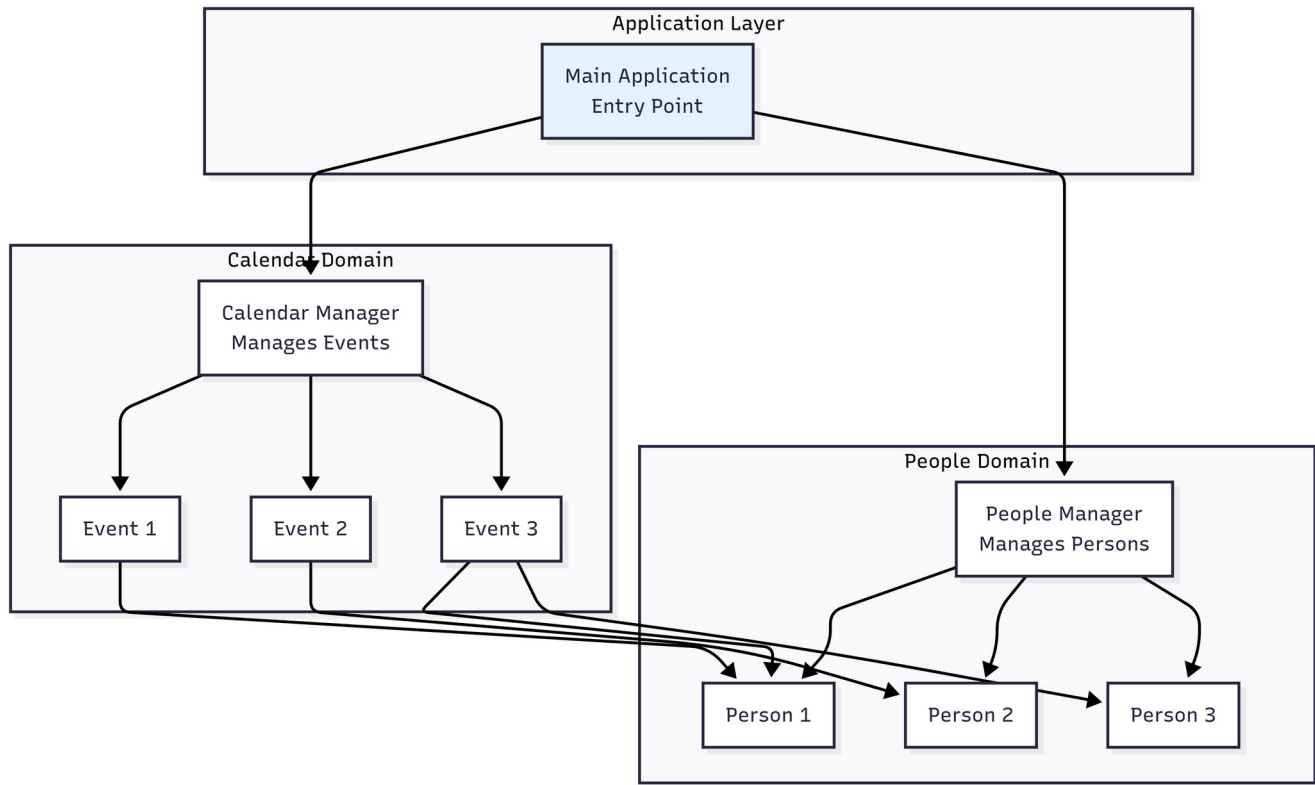 Application Layer
Main Application
Entry Point
Calendar Domain
Calendar Manager
Manages Events
Event 1
Event 2
Event 3
People Domain
People Manager
Manages Persons
Person 1
Person 2
Person 3